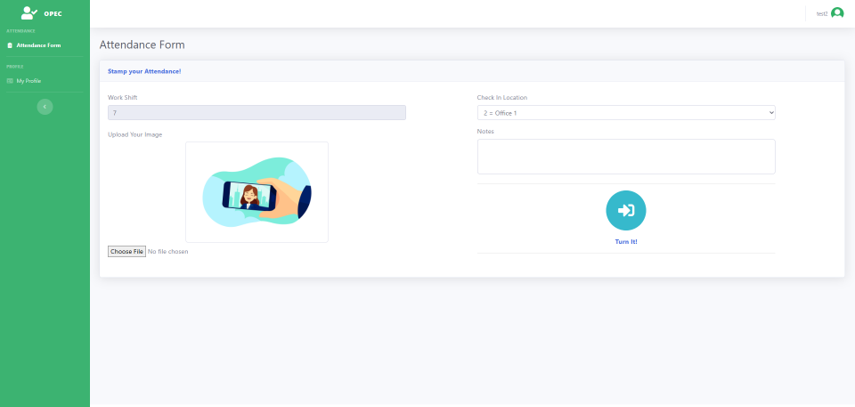 OPEC
ATTENDANCE
Attendance Form
PROFILE
My Profile
test2
Attendance Form
Stamp your Attendance!
Work Shift
7
Upload Your Image
Choose File No file chosen
Check In Location
2 = Office 1
Notes
Turn It!